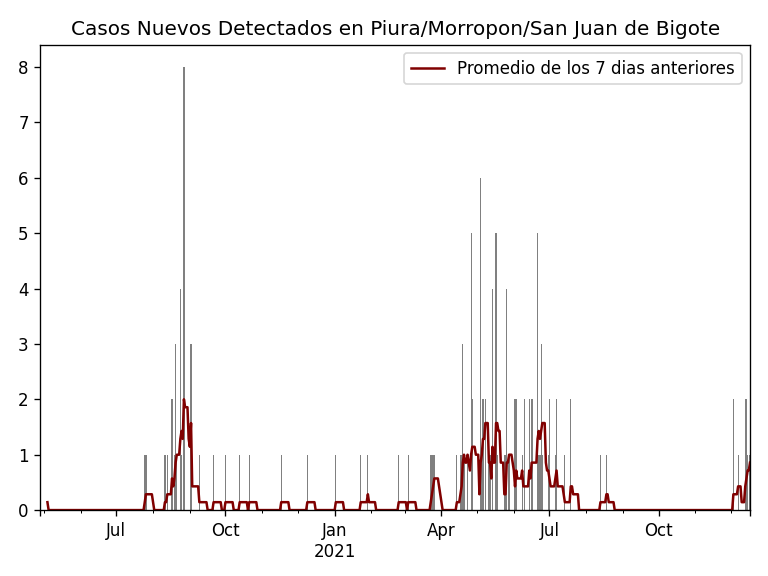 Casos Nuevos Detectados en Piura/Morropon/San Juan de Bigote
Promedio de los 7 dias anteriores
8
7
6
5
4
3
2
1
0
Jul
Oct
Jan
2021
Apr
Jul
Oct